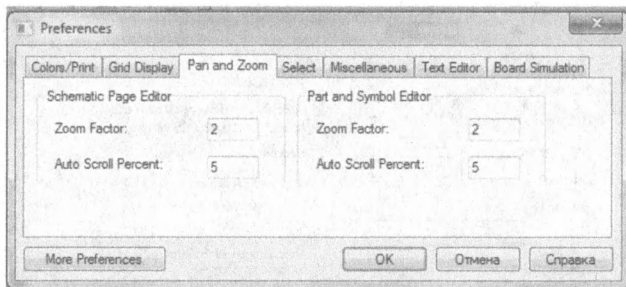 Preferences
Colors/Print Grid Display Pan and Zoom Select Miscellaneous Text Editor Board Simulation
Schematic Page Editor Part and Symbol Editor
Zoom Factor: 2 Zoom Factor: 2
Auto Scroll Percent: 5 Auto Scroll Percent: 5
More Preferences OK Отмена Справка